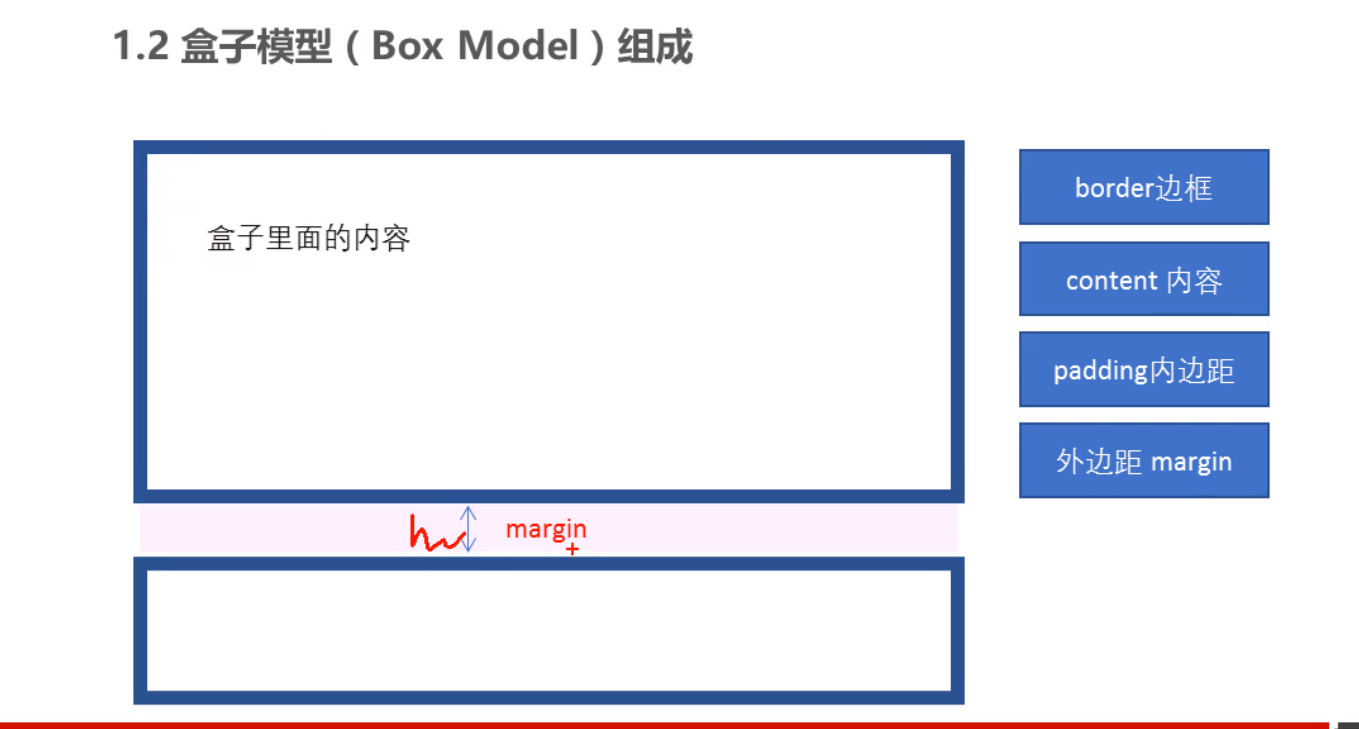 1.2 盒子模型（Box Model）组成
盒子里面的内容
border边框
content 内容
padding内边距
外边距 margin
margin